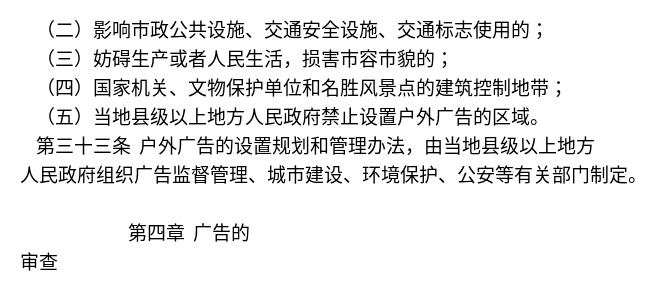 （二）影响市政公共设施、交通安全设施、交通标志使用的；
（三）妨碍生产或者人民生活，损害市容市貌的；
（四）国家机关、文物保护单位和名胜风景点的建筑控制地带；
（五）当地县级以上地方人民政府禁止设置户外广告的区域。
第三十三条 户外广告的设置规划和管理办法，由当地县级以上地方
人民政府组织广告监督管理、城市建设、环境保护、公安等有关部门制定。
第四章 广告的
审查